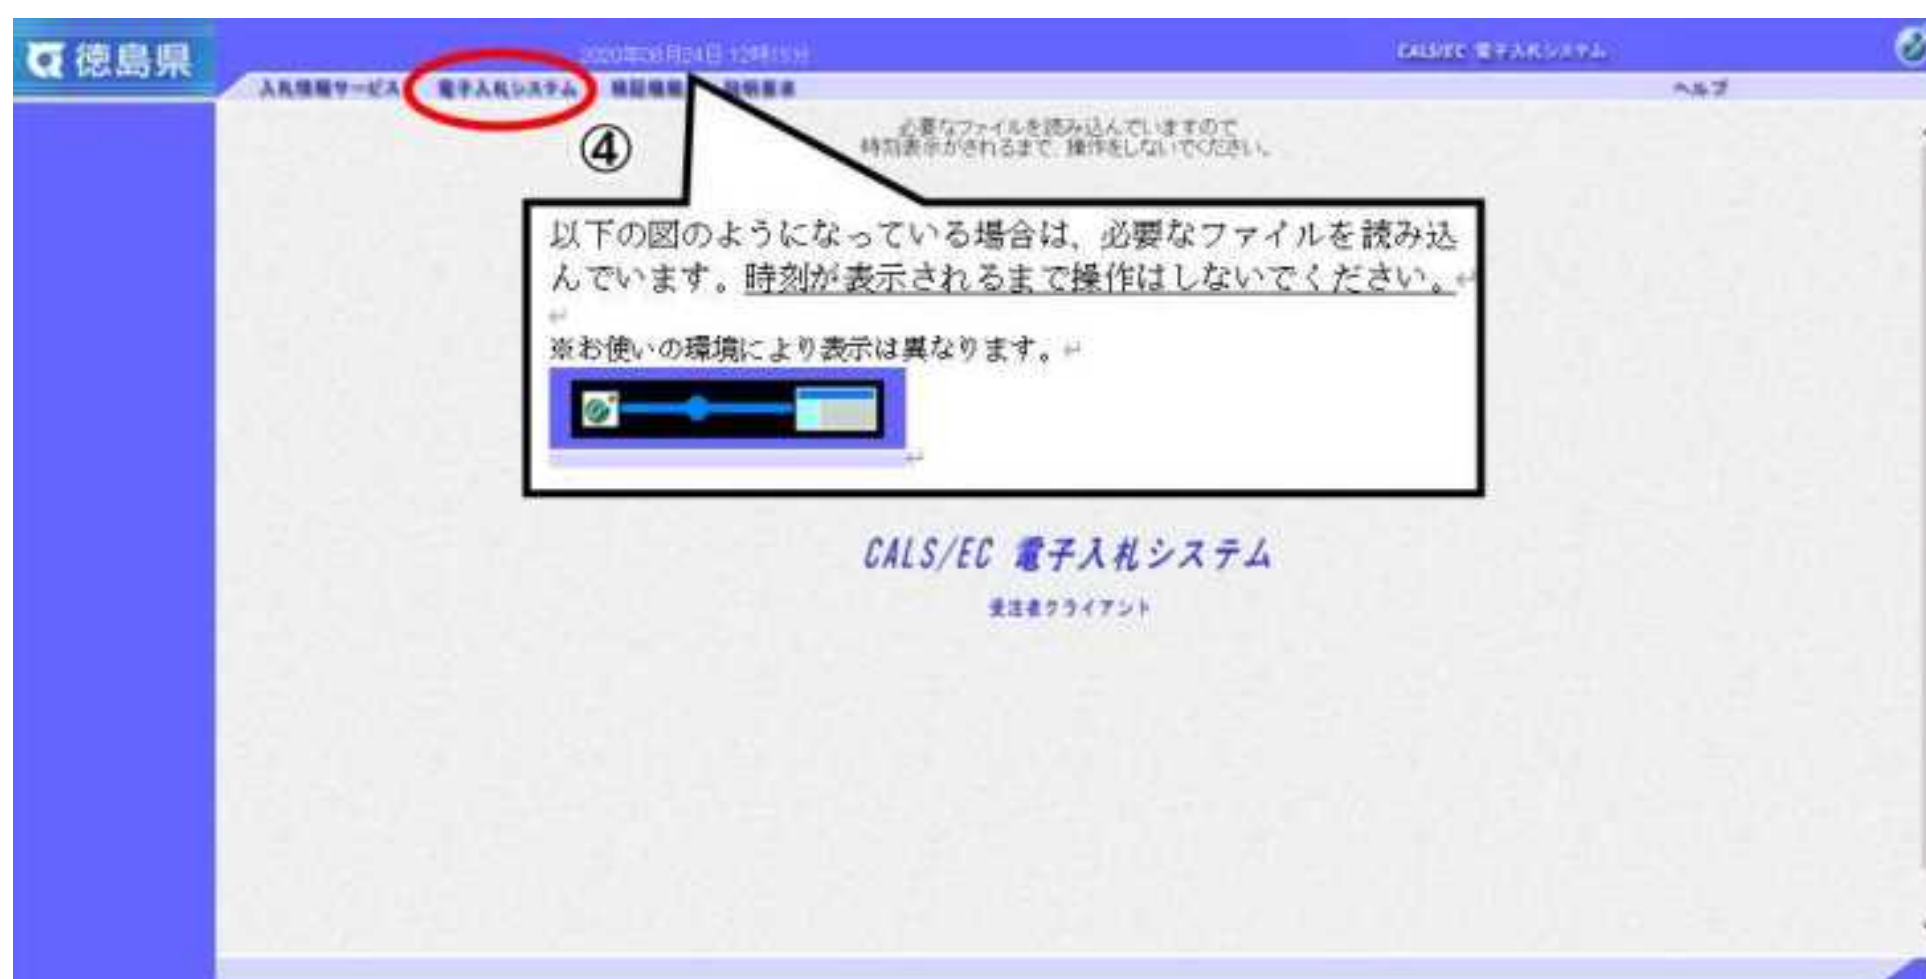 徳島県
2020年06月24日 12時15分
CALS/EC 電子入札システム
入札情報サービス
電子入札システム
検証機能
説明要求
ヘルプ
④
必要なファイルを読み込んでいますので
時刻表示がされるまで、操作をしないでください。
以下の図のようになっている場合は、必要なファイルを読み込
んでいます。時刻が表示されるまで操作はしないでください。
※お使いの環境により表示は異なります。
CALS/EC 電子入札システム
受注者クライアント